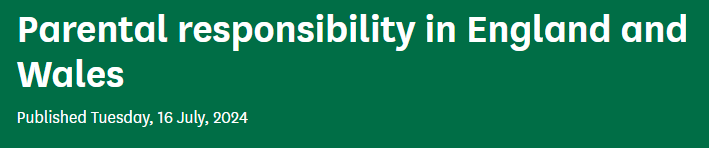 Parental responsibility in England and
Wales
Published Tuesday, 16 July, 2024